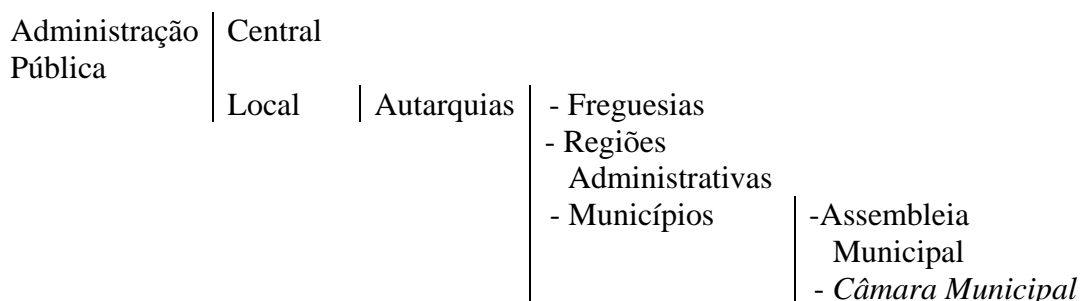 Administração Central
Pública
Local Autarquias - Freguesias
- Regiões
Administrativas
- Municípios -Assembleia
Municipal
- Câmara Municipal